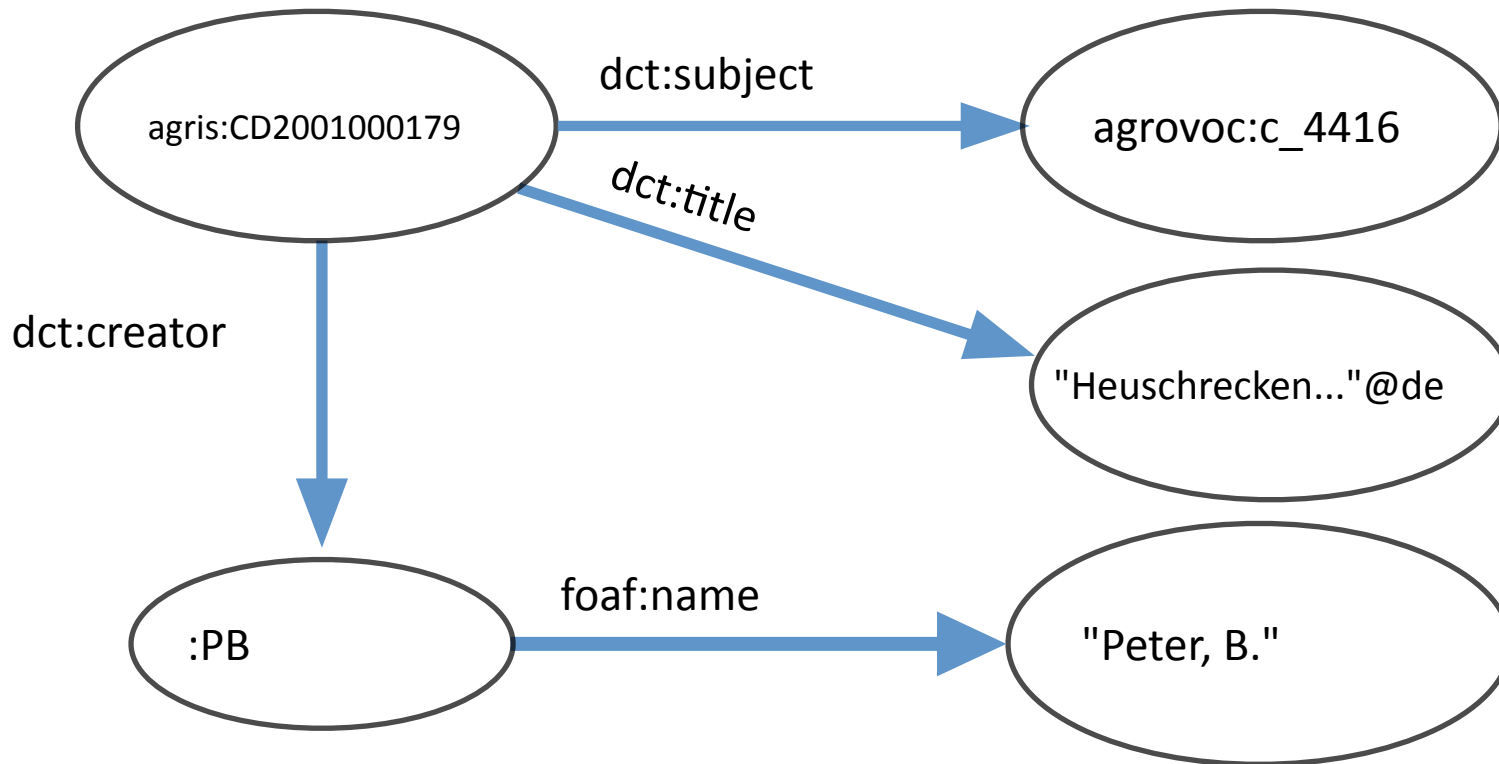 dct:subject
agris:CD2001000179
agrovoc:c_4416
dct:title
dct:creator
"Heuschrecken..."@de
foaf:name
:PB
"Peter, B."